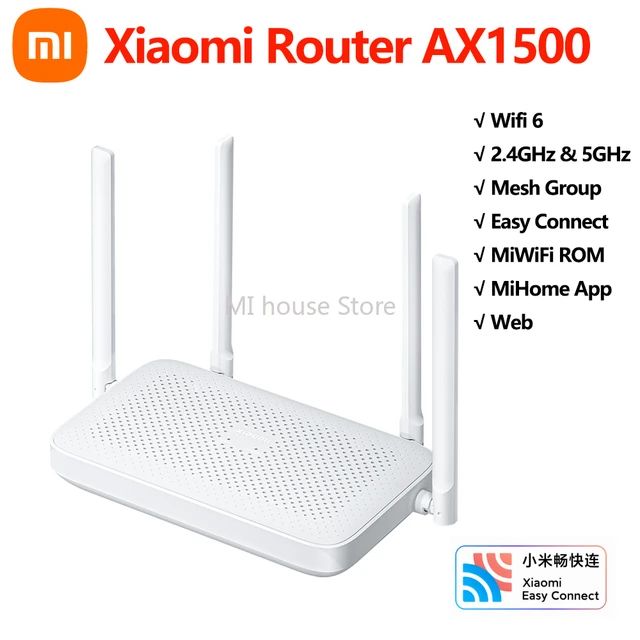 mi
Xiaomi Router AX1500
√ Wifi 6
√ 2.4GHz & 5GHz
√ Mesh Group
√ Easy Connect
√ MiWiFi ROM
√ MiHome App
√ Web
MI house Store
小米畅快连
Xiaomi
Easy Connect